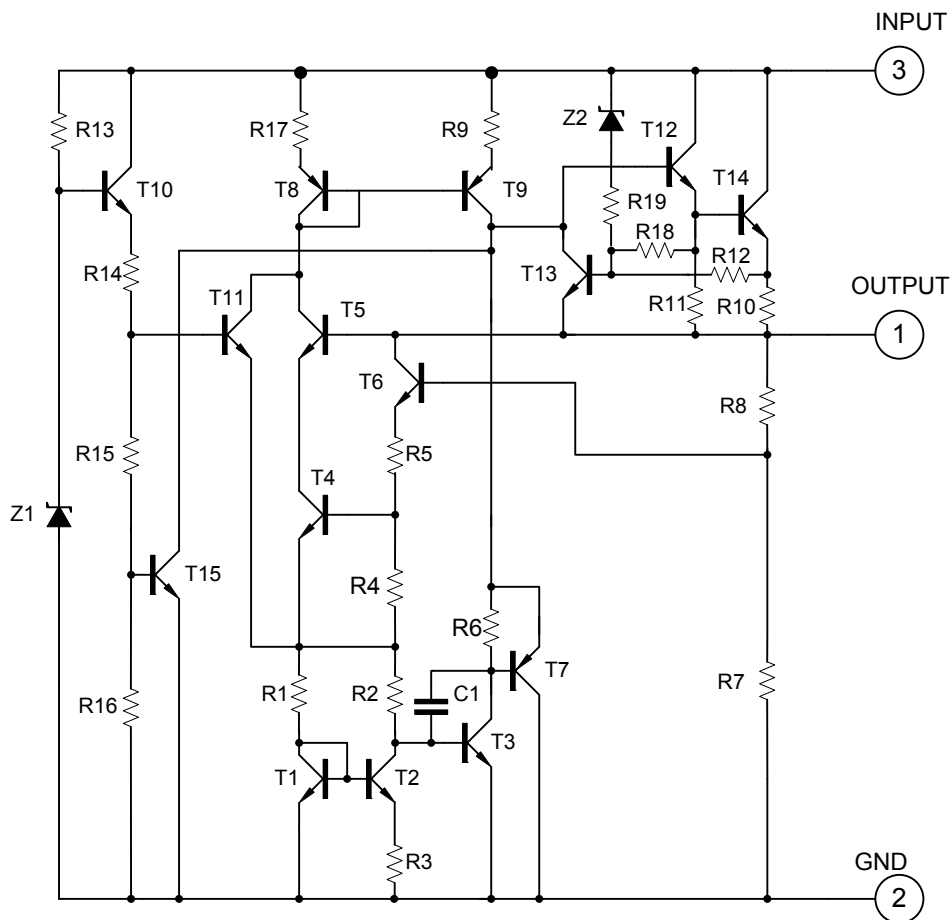 INPUT
3
R13
R17
R9
Z2
T12
T10
T8
T9
T14
R19
R18
R12
R14
T13
T11
T5
R11
R10
OUTPUT
1
T6
R8
R15
R5
Z1
T4
T15
R4
R6
T7
R16
R1
R2
C1
R7
T3
T1
T2
R3
GND
2